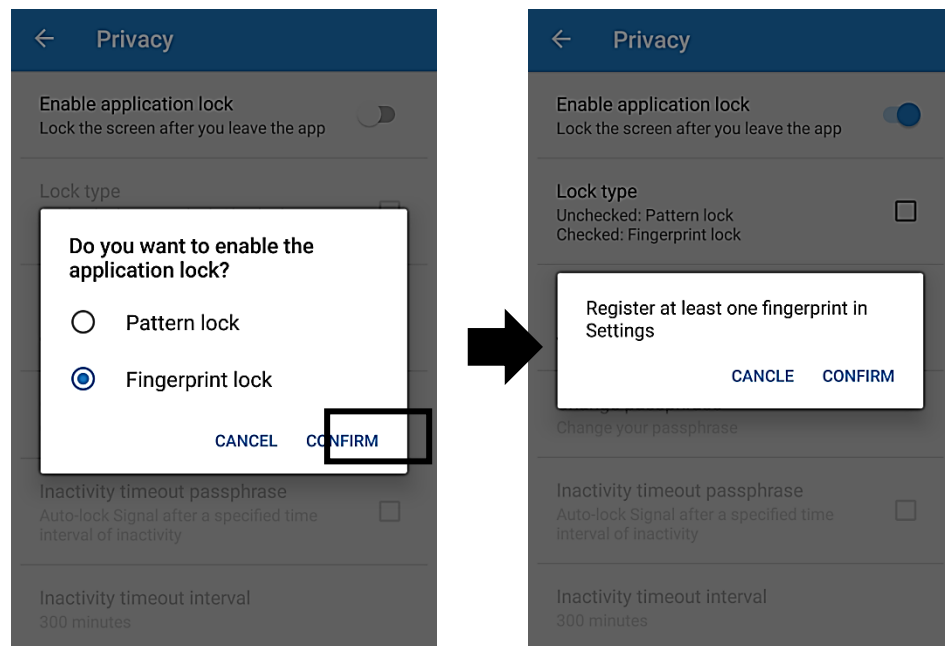 Privacy
Enable application lock
Lock the screen after you leave the app
Lock type
Do you want to enable the
application lock?
Pattern lock
Fingerprint lock
CANCEL CONFIRM
Inactivity timeout passphrase
Auto-lock Signal after a specified time
interval of inactivity
Inactivity timeout interval
300 minutes
Privacy
Enable application lock
Lock the screen after you leave the app
Lock type
Unchecked: Pattern lock
Checked: Fingerprint lock
Register at least one fingerprint in
Settings
CANCLE CONFIRM
Change your passphrase
Inactivity timeout passphrase
Auto-lock Signal after a specified time
interval of inactivity
Inactivity timeout interval
300 minutes